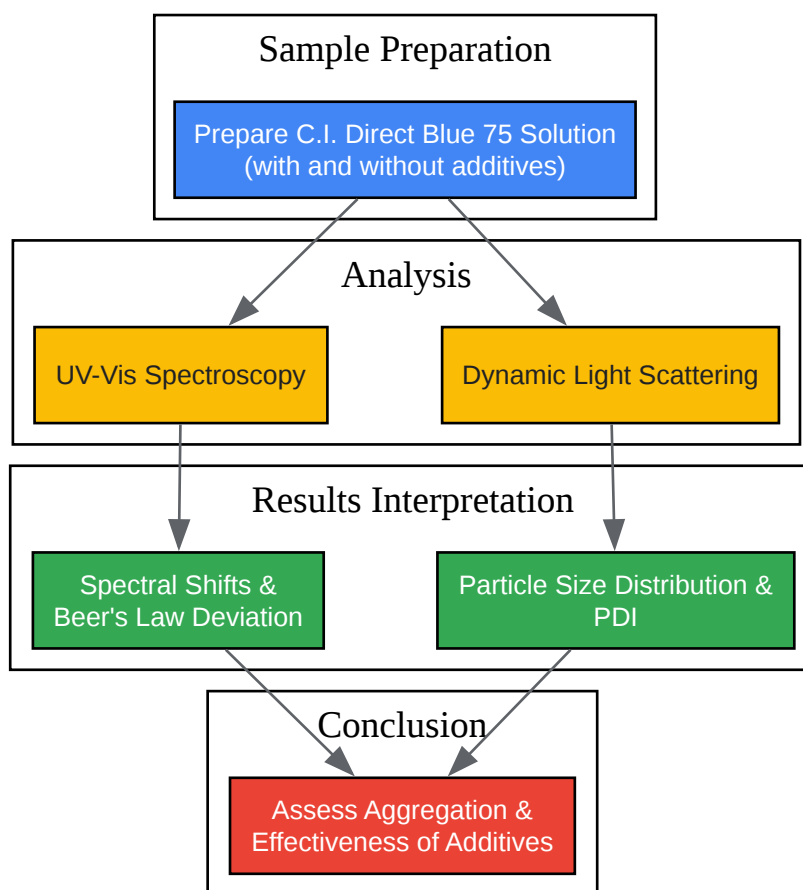 Sample Preparation
Prepare C.I. Direct Blue 75 Solution
(with and without additives)
Analysis
UV-Vis Spectroscopy
Dynamic Light Scattering
Results Interpretation
Spectral Shifts &
Beer's Law Deviation
Particle Size Distribution &
PDI
Conclusion
Assess Aggregation &
Effectiveness of Additives